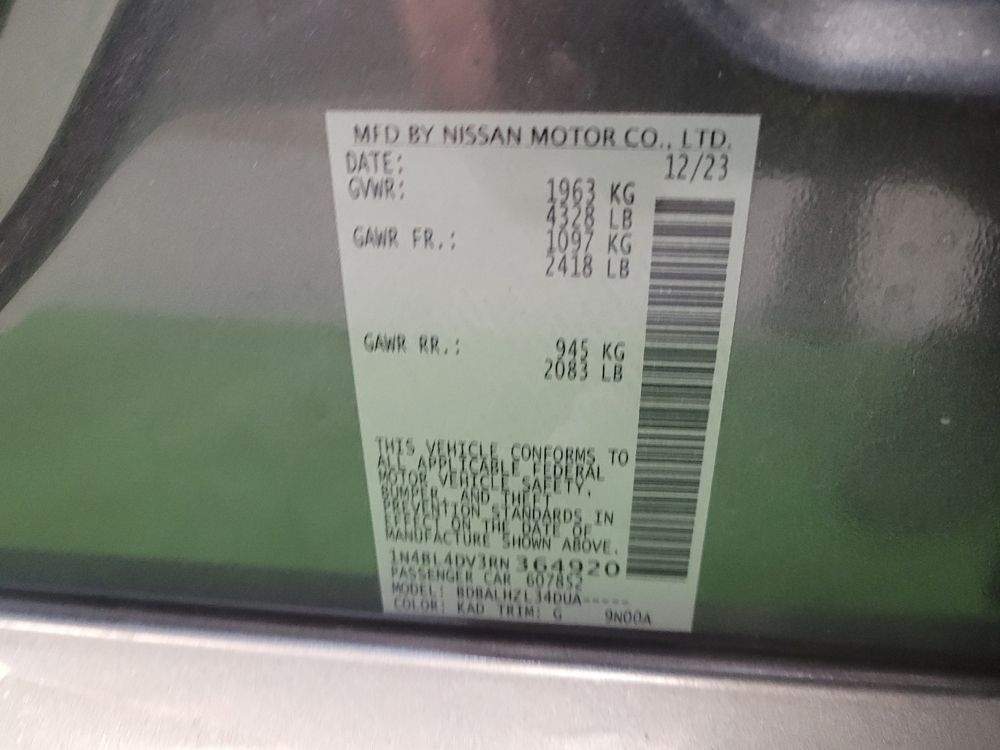 MFD BY NISSAN MOTOR CO., LTD.
DATE: 12/23
GVWR: 1963 KG
4328 LB
GAWR FR.: 1097 KG
2418 LB
GAWR RR.: 945 KG
2083 LB
THIS VEHICLE CONFORMS TO
ALL APPLICABLE FEDERAL
MOTOR VEHICLE SAFETY,
BUMPER, AND THEFT
PREVENTION STANDARDS IN
EFFECT ON THE DATE OF
MANUFACTURE SHOWN ABOVE.
1N4BL4DV3RN364920
PASSENGER CAR 607852
MODEL: BDBALHZL34DUA-----
COLOR: KAD TRIM: G 9N00A